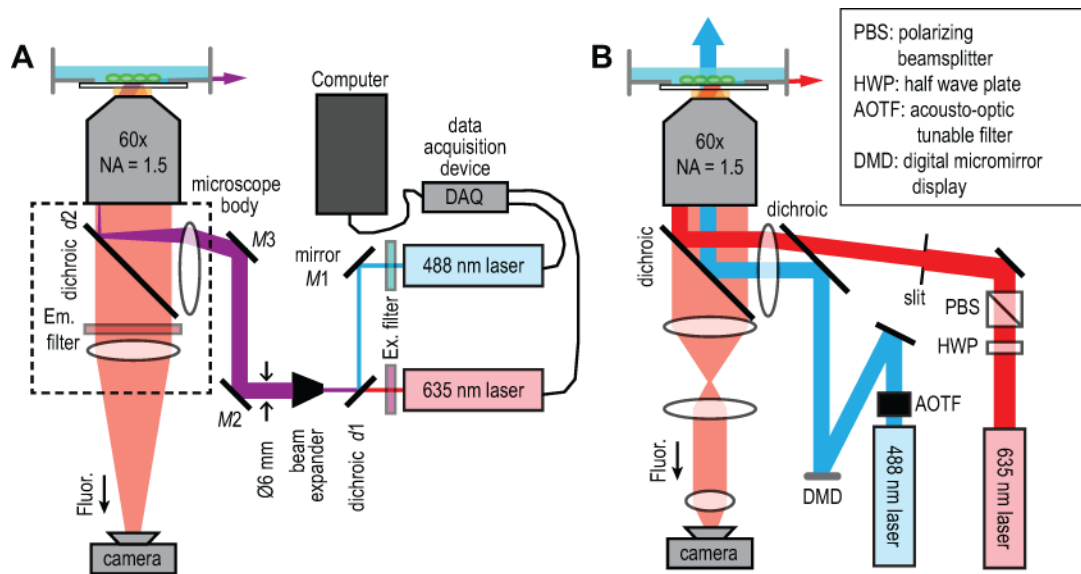 A
60x
NA = 1.5
microscope
body
dichroic d2
Em.
filter
Fluor.
camera
M3
M2
Ø6 mm
beam
expander
dichroic d1
Computer
data
acquisition
device
DAQ
mirror
M1
488 nm laser
Ex. filter
635 nm laser
B
60x
NA = 1.5
dichroic
dichroic
slit
PBS
HWP
AOTF
DMD
488 nm laser
635 nm laser
Fluor.
camera
PBS: polarizing
beamsplitter
HWP: half wave plate
AOTF: acousto-optic
tunable filter
DMD: digital micromirror
display